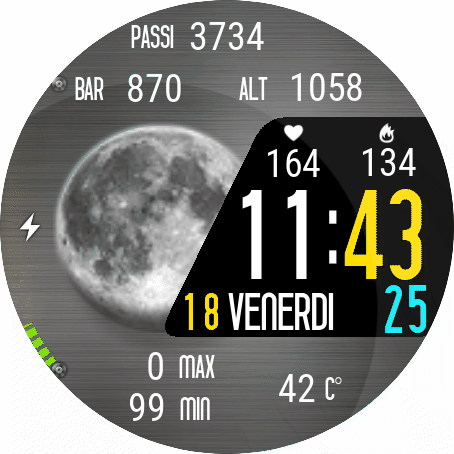 PASSI 3734
BAR 870 ALT 1058
164 134
11:43
18 VENERDI 25
0 MAX
99 MIN
42 C°